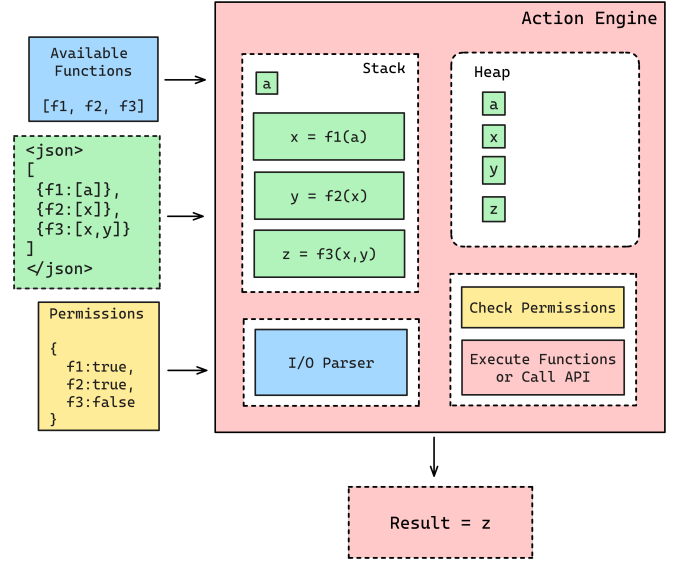 Action Engine
Available
Functions
[f1, f2, f3]
<json>
[
{f1:[a]},
{f2:[x]},
{f3:[x,y]}
]
</json>
Permissions
{
f1:true,
f2:true,
f3:false
}
Stack
a
x = f1(a)
y = f2(x)
z = f3(x,y)
Heap
a
x
y
z
I/O Parser
Check Permissions
Execute Functions
or Call API
Result = z